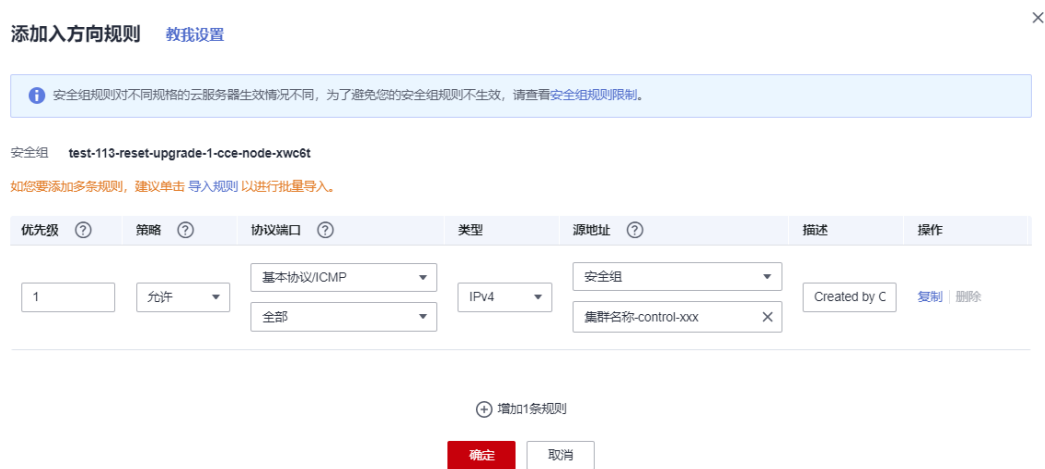 添加入方向规则 教我设置
安全组规则对不同规格的云服务器生效情况不同，为了避免您的安全组规则不生效，请查看安全组规则限制。
安全组 test-113-reset-upgrade-1-cce-node-xwc6t
如您要添加多条规则，建议单击 导入规则 以进行批量导入。
优先级 策略 协议端口 类型 源地址 描述 操作
基本协议/ICMP 安全组
1 允许 IPv4 Created by C 复制 删除
全部 集群名称-control-xxx
增加1条规则
确定 取消